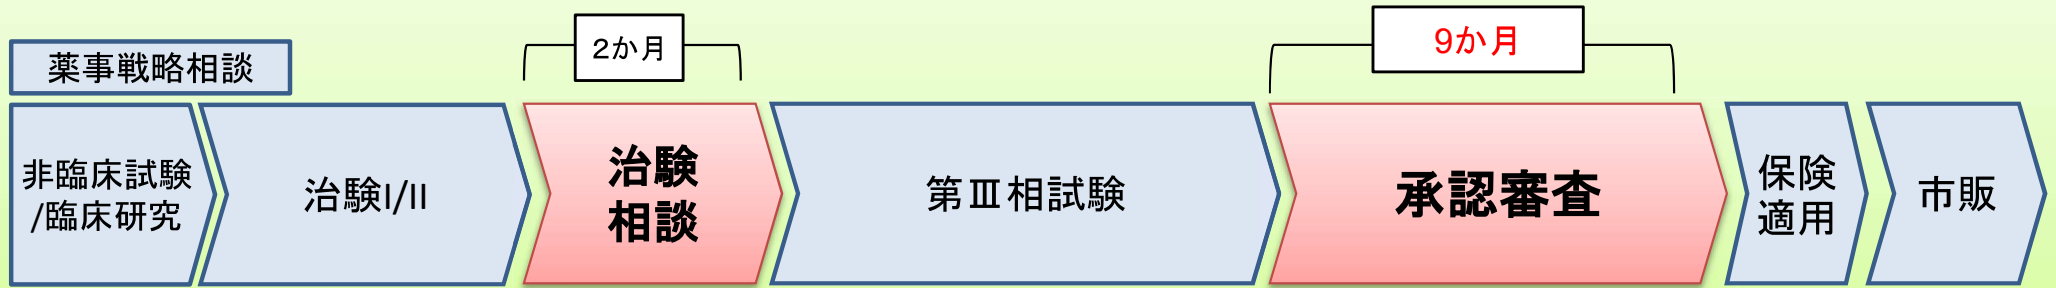 薬事戦略相談
2か月
9か月
非臨床試験
/臨床研究
治験I/II
治験
相談
第Ⅲ相試験
承認審査
保険
適用
市販